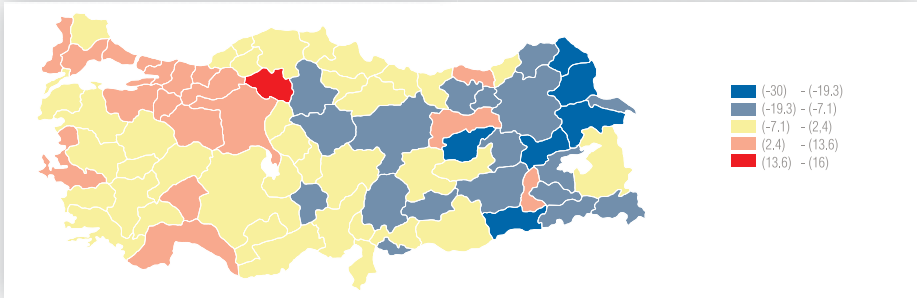 (-30) - (-19.3)
(-19.3) - (-7.1)
(-7.1) - (2,4)
(2.4) - (13.6)
(13.6) - (16)